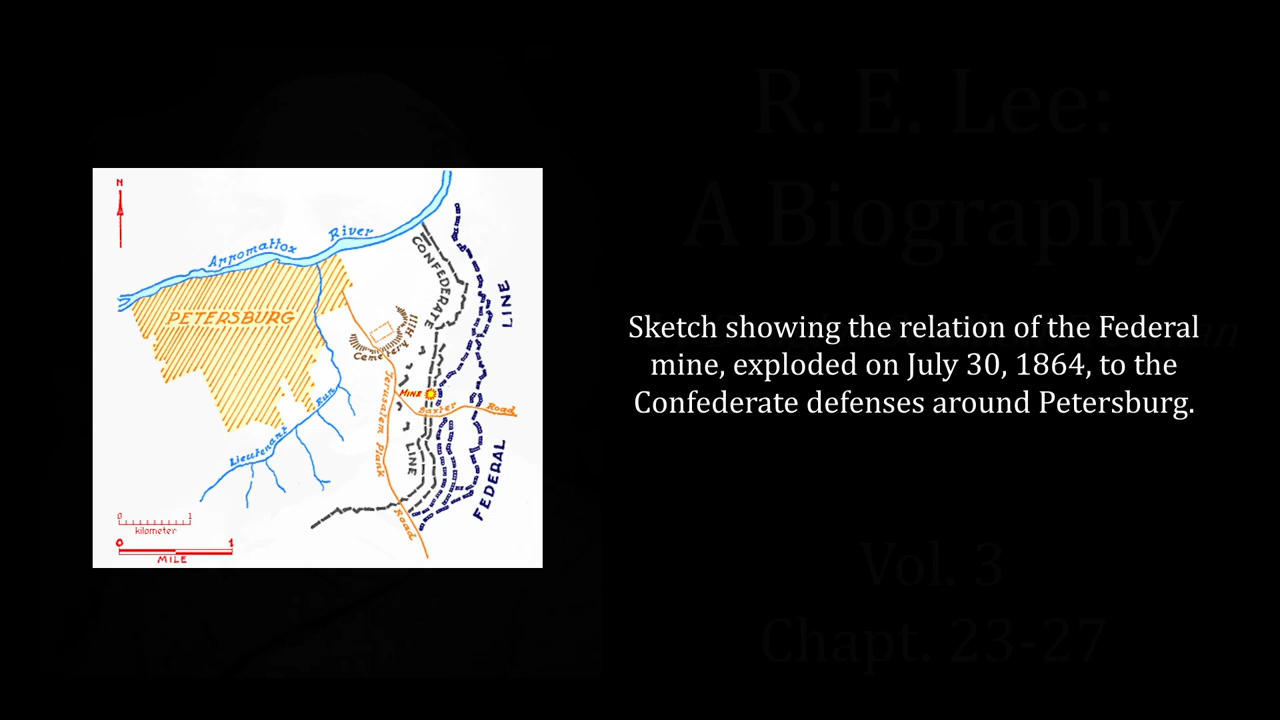 R. E. Lee:
A Biography
Sketch showing the relation of the Federal
mine, exploded on July 30, 1864, to the
Confederate defenses around Petersburg.
Vol. 3
Chapt. 23-27
N
Appomattox River
PETERSBURG
CONFEDERATE
LINE
FEDERAL
LINE
Cemetery Hill
MINE
Baxter Road
Jerusalem Plank
Road
Lieutenant Run
0 1
kilometer
0 1
MILE